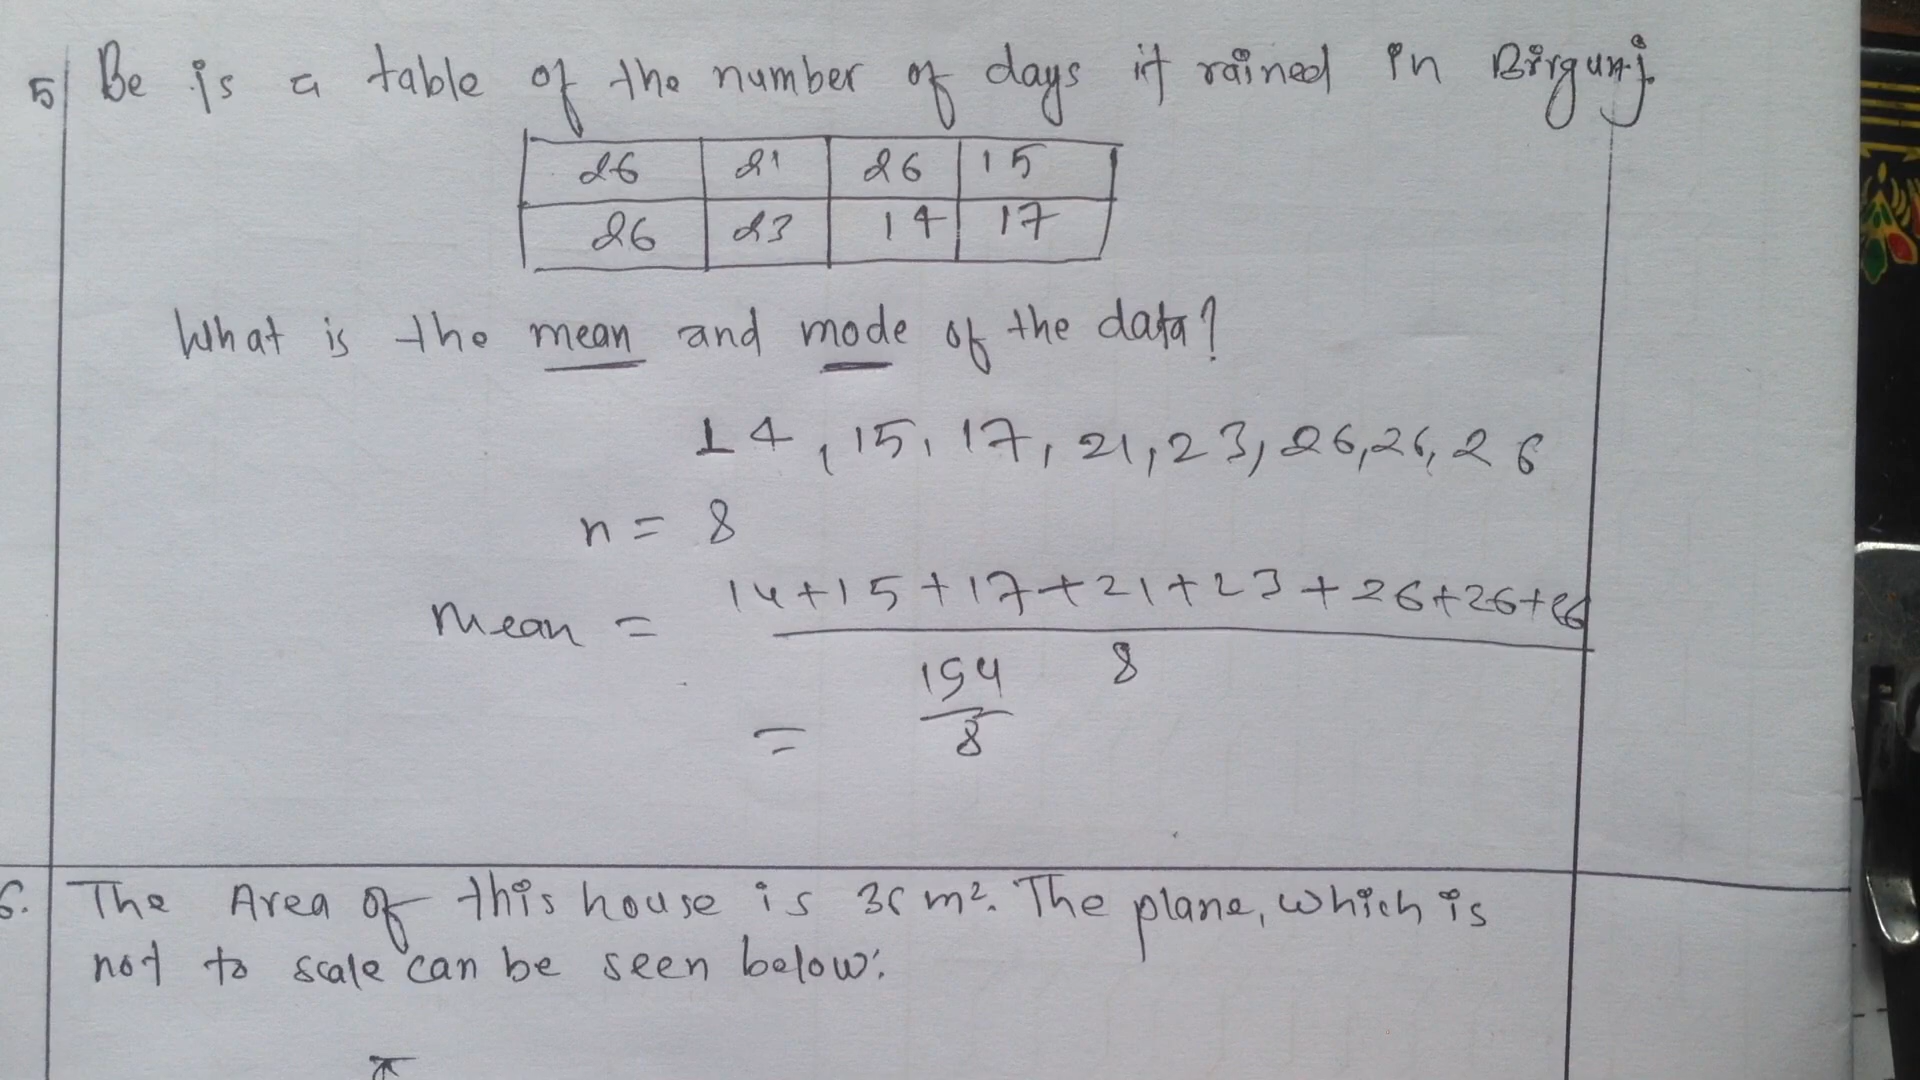 5 Be is a table of the number of days it rained in Birgunj.
26 21 26 15
26 23 14 17
What is the mean and mode of the data?
14, 15, 17, 21, 23, 26, 26, 26
n = 8
mean = 14+15+17+21+23+26+26+26
8
= 194
8
6. The Area of this house is 36 m². The plane, which is
not to scale can be seen below: